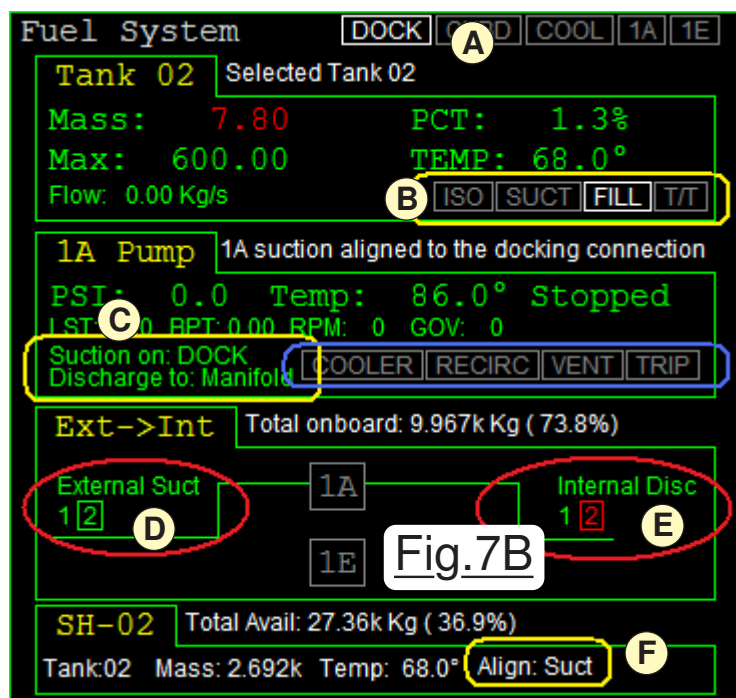 Fuel System DOCK COOL 1A 1E
A
Tank 02 Selected Tank 02
Mass: 7.80 PCT: 1.3%
Max: 600.00 TEMP: 68.0°
Flow: 0.00 Kg/s B ISO SUCT FILL T/T
1A Pump 1A suction aligned to the docking connection
PSI: 0.0 Temp: 86.0° Stopped
C
BPT: 0.00 RPM: 0 GOV: 0
Suction on: DOCK
Discharge to: Manifold COOLER RECIRC VENT TRIP
Ext->Int Total onboard: 9.967k Kg ( 73.8%)
External Suct 1A Internal Disc
1 2 1 2
D E
1E Fig.7B
SH-02 Total Avail: 27.36k Kg ( 36.9%)
F
Tank:02 Mass: 2.692k Temp: 68.0° Align: Suct